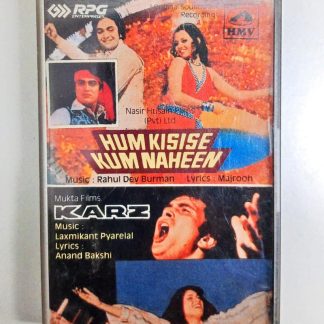 RPG
ENTERPRISES
Recording
HMV
Nasir Husain
(Pvt) Ltd
HUM KISISE
KUM NAHEEN
Music : Rahul Dev Burman Lyrics : Majrooh
Mukta Films
KARZ
Music :
Laxmikant Pyarelal
Lyrics :
Anand Bakshi